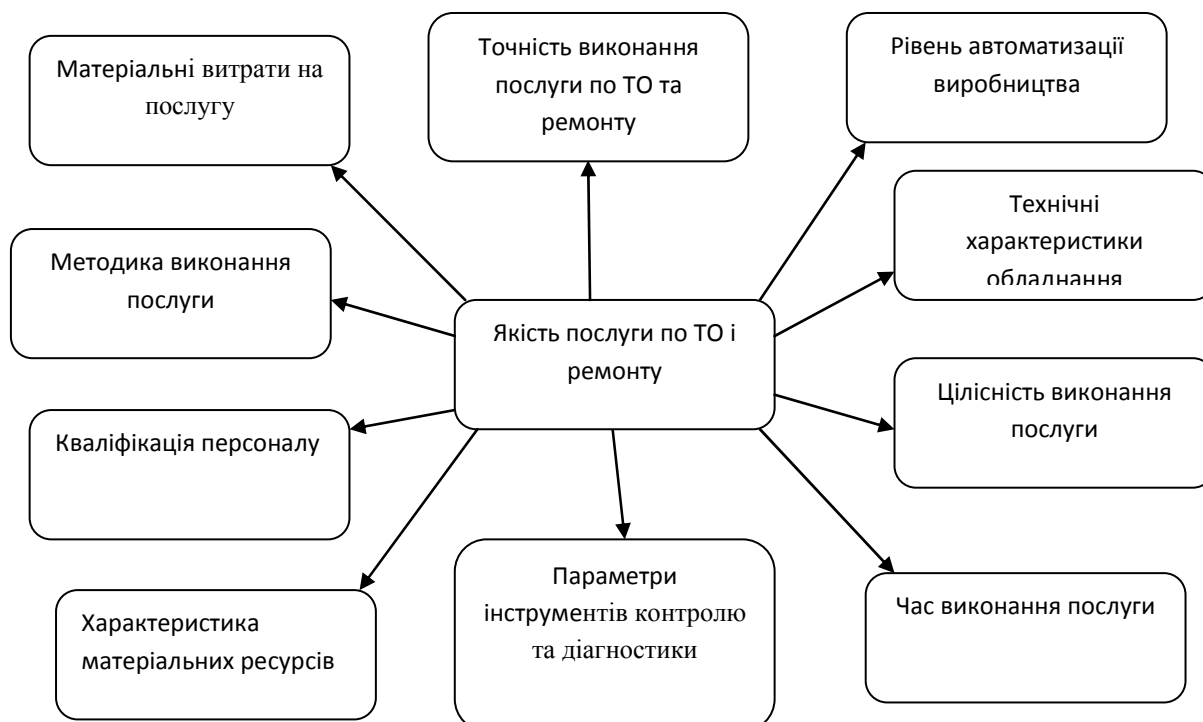 Матеріальні витрати на
послугу
Точність виконання
послуги по ТО та
ремонту
Рівень автоматизації
виробництва
Технічні
характеристики
обладнання
Методика виконання
послуги
Якість послуги по ТО і
ремонту
Цілісність виконання
послуги
Кваліфікація персоналу
Характеристика
матеріальних ресурсів
Параметри
інструментів контролю
та діагностики
Час виконання послуги